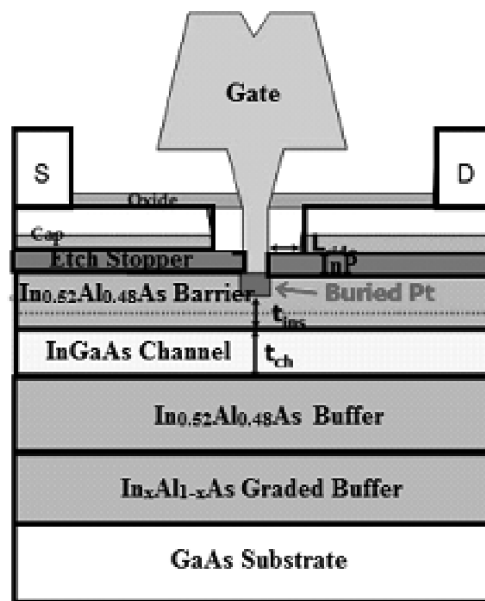 Gate
S
D
Oxide
Cap
L
Etch Stopper
InP
In0.52Al0.48As Barrier
Buried Pt
tins
InGaAs Channel
tch
In0.52Al0.48As Buffer
InxAl1-xAs Graded Buffer
GaAs Substrate